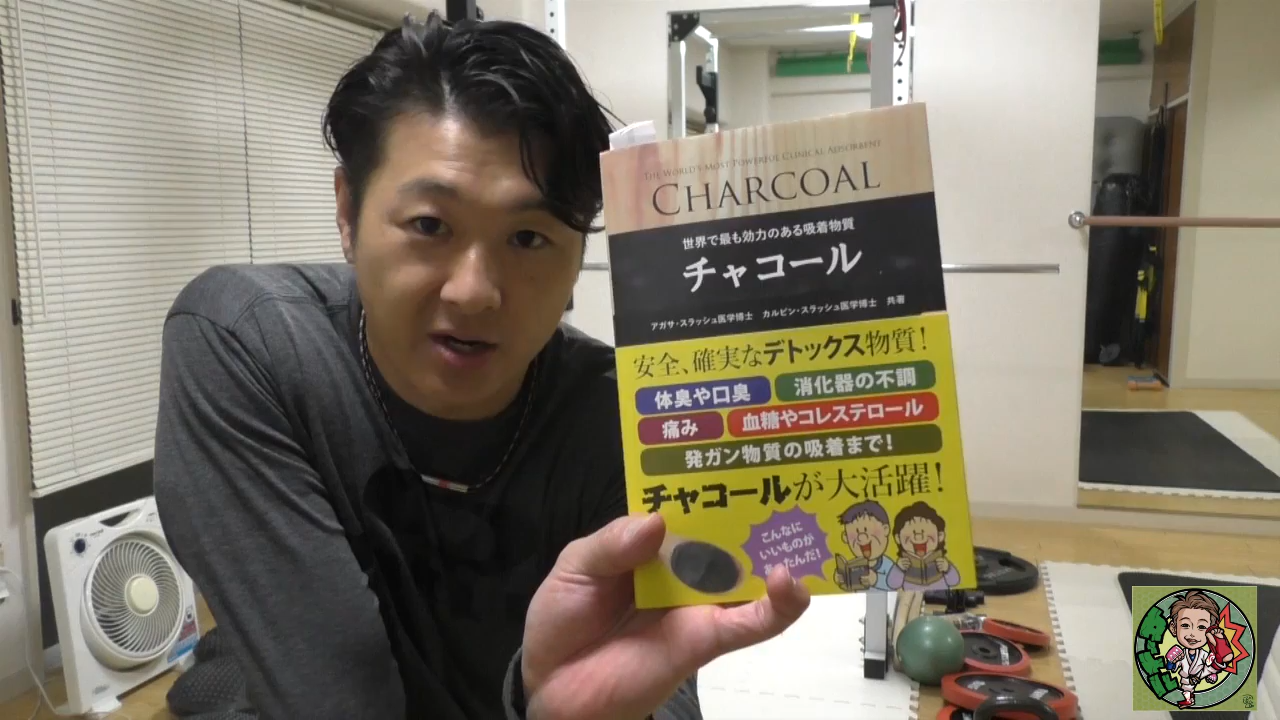 THE WORLD'S MOST POWERFUL CLINICAL ADSORBENT
CHARCOAL
世界で最も効力のある吸着物質
チャコール
アガサ・スラッシュ医学博士 カルビン・スラッシュ医学博士 共著
安全、確実なデトックス物質!
体臭や口臭
消化器の不調
痛み
血糖やコレステロール
発ガン物質の吸着まで!
チャコールが大活躍!
こんなに
いいものが
あったんだ!